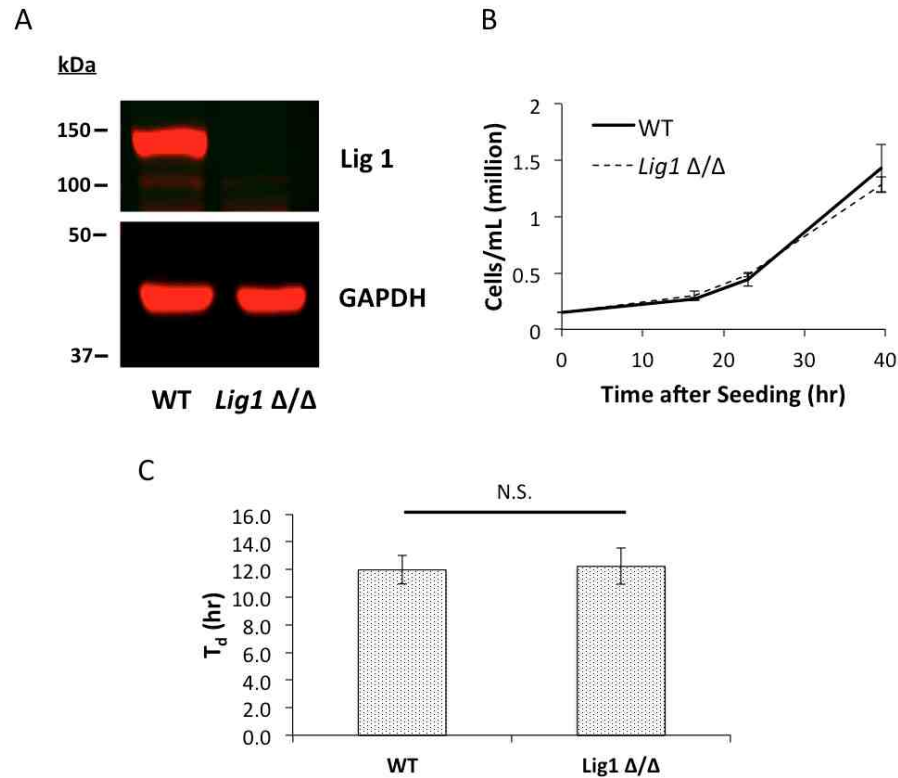 A
kDa
150
100
50
37
Lig 1
GAPDH
WT Lig1 Δ/Δ
B
2
1.5
1
0.5
0
0 10 20 30 40
Cells/mL (million)
Time after Seeding (hr)
WT
Lig1 Δ/Δ
C
N.S.
16.0
14.0
12.0
10.0
8.0
6.0
4.0
2.0
0.0
Td (hr)
WT Lig1 Δ/Δ